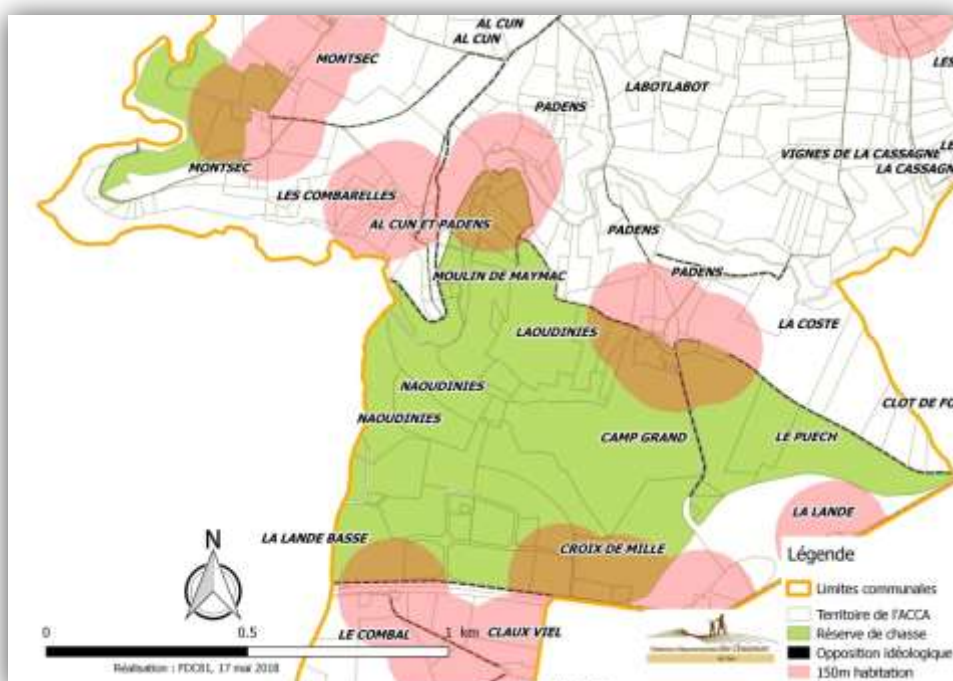 AL CUN
AL CUN
MONTSEC
LES
LABOTLABOT
PADENS
VIGNES DE LA CASSAGNE
LA CASSAGN
MONTSEC
LES COMBARELLES
AL CUN ET PADENS
PADENS
MOULIN DE MAYMAC
PADENS
LAOUDINIES
LA COSTE
NAOUDINIES
CLOT DE FO
NAOUDINIES
CAMP GRAND
LE PUECH
LA LANDE
LA LANDE BASSE
CROIX DE MILLE
N
Légende
Limites communales
Territoire de l'ACCA
Réserve de chasse
Opposition idéologique
150m habitation
LE COMBAL
CLAUX VIEL
0 0.5 1 km
Réalisation : FDC81, 17 mai 2018